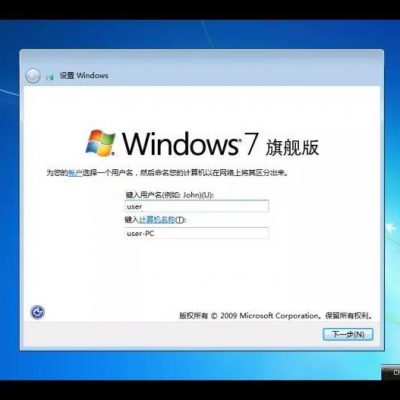 设置 Windows
Windows 7 旗舰版
为您的帐户选择一个用户名，然后命名您的计算机以在网络上将其区分出来。
键入用户名(例如: John)(U):
user
键入计算机名称(T):
user-PC
版权所有 © 2009 Microsoft Corporation。保留所有权利。
下一步(N)